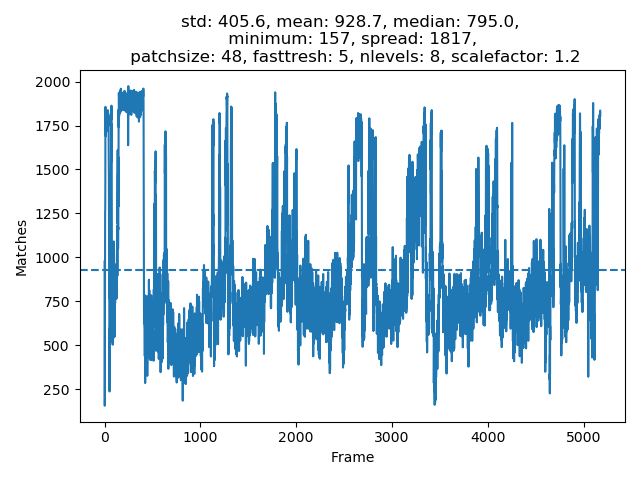 std: 405.6, mean: 928.7, median: 795.0,
minimum: 157, spread: 1817,
patchsize: 48, fasttresh: 5, nlevels: 8, scalefactor: 1.2
2000
1750
1500
1250
1000
750
500
250
Matches
0 1000 2000 3000 4000 5000
Frame